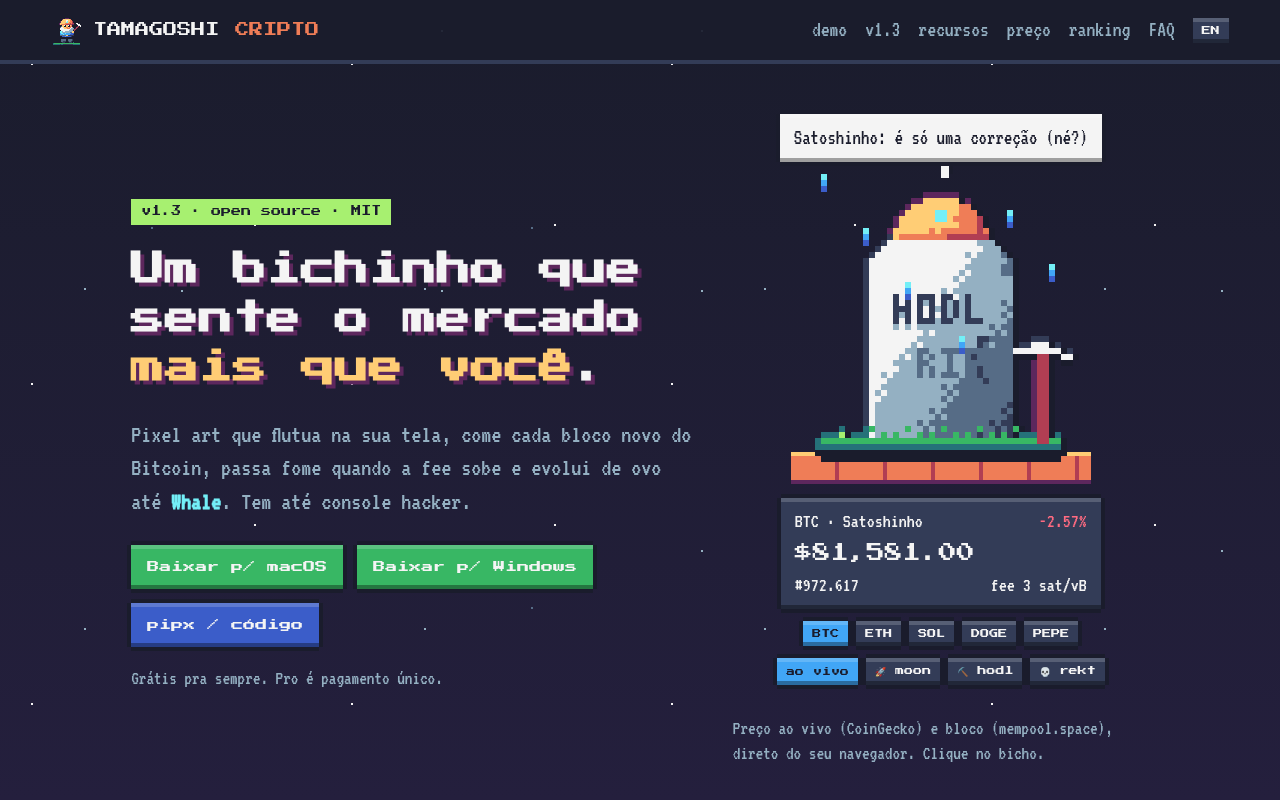 TAMAGOSHI CRIPTO
demo v1.3 recursos preço ranking FAQ EN
v1.3 · open source · MIT
Um bichinho que
sente o mercado
mais que você.
Pixel art que flutua na sua tela, come cada bloco novo do
Bitcoin, passa fome quando a fee sobe e evolui de ovo
até Whale. Tem até console hacker.
Baixar p/ macOS Baixar p/ Windows
pipx / código
Grátis pra sempre. Pro é pagamento único.
Satoshinho: é só uma correção (né?)
HODL
BTC · Satoshinho -2.57%
$81,581.00
#972.617 fee 3 sat/vB
BTC ETH SOL DOGE PEPE
ao vivo 🚀 moon ⛏ hodl 💀 rekt
Preço ao vivo (CoinGecko) e bloco (mempool.space),
direto do seu navegador. Clique no bicho.